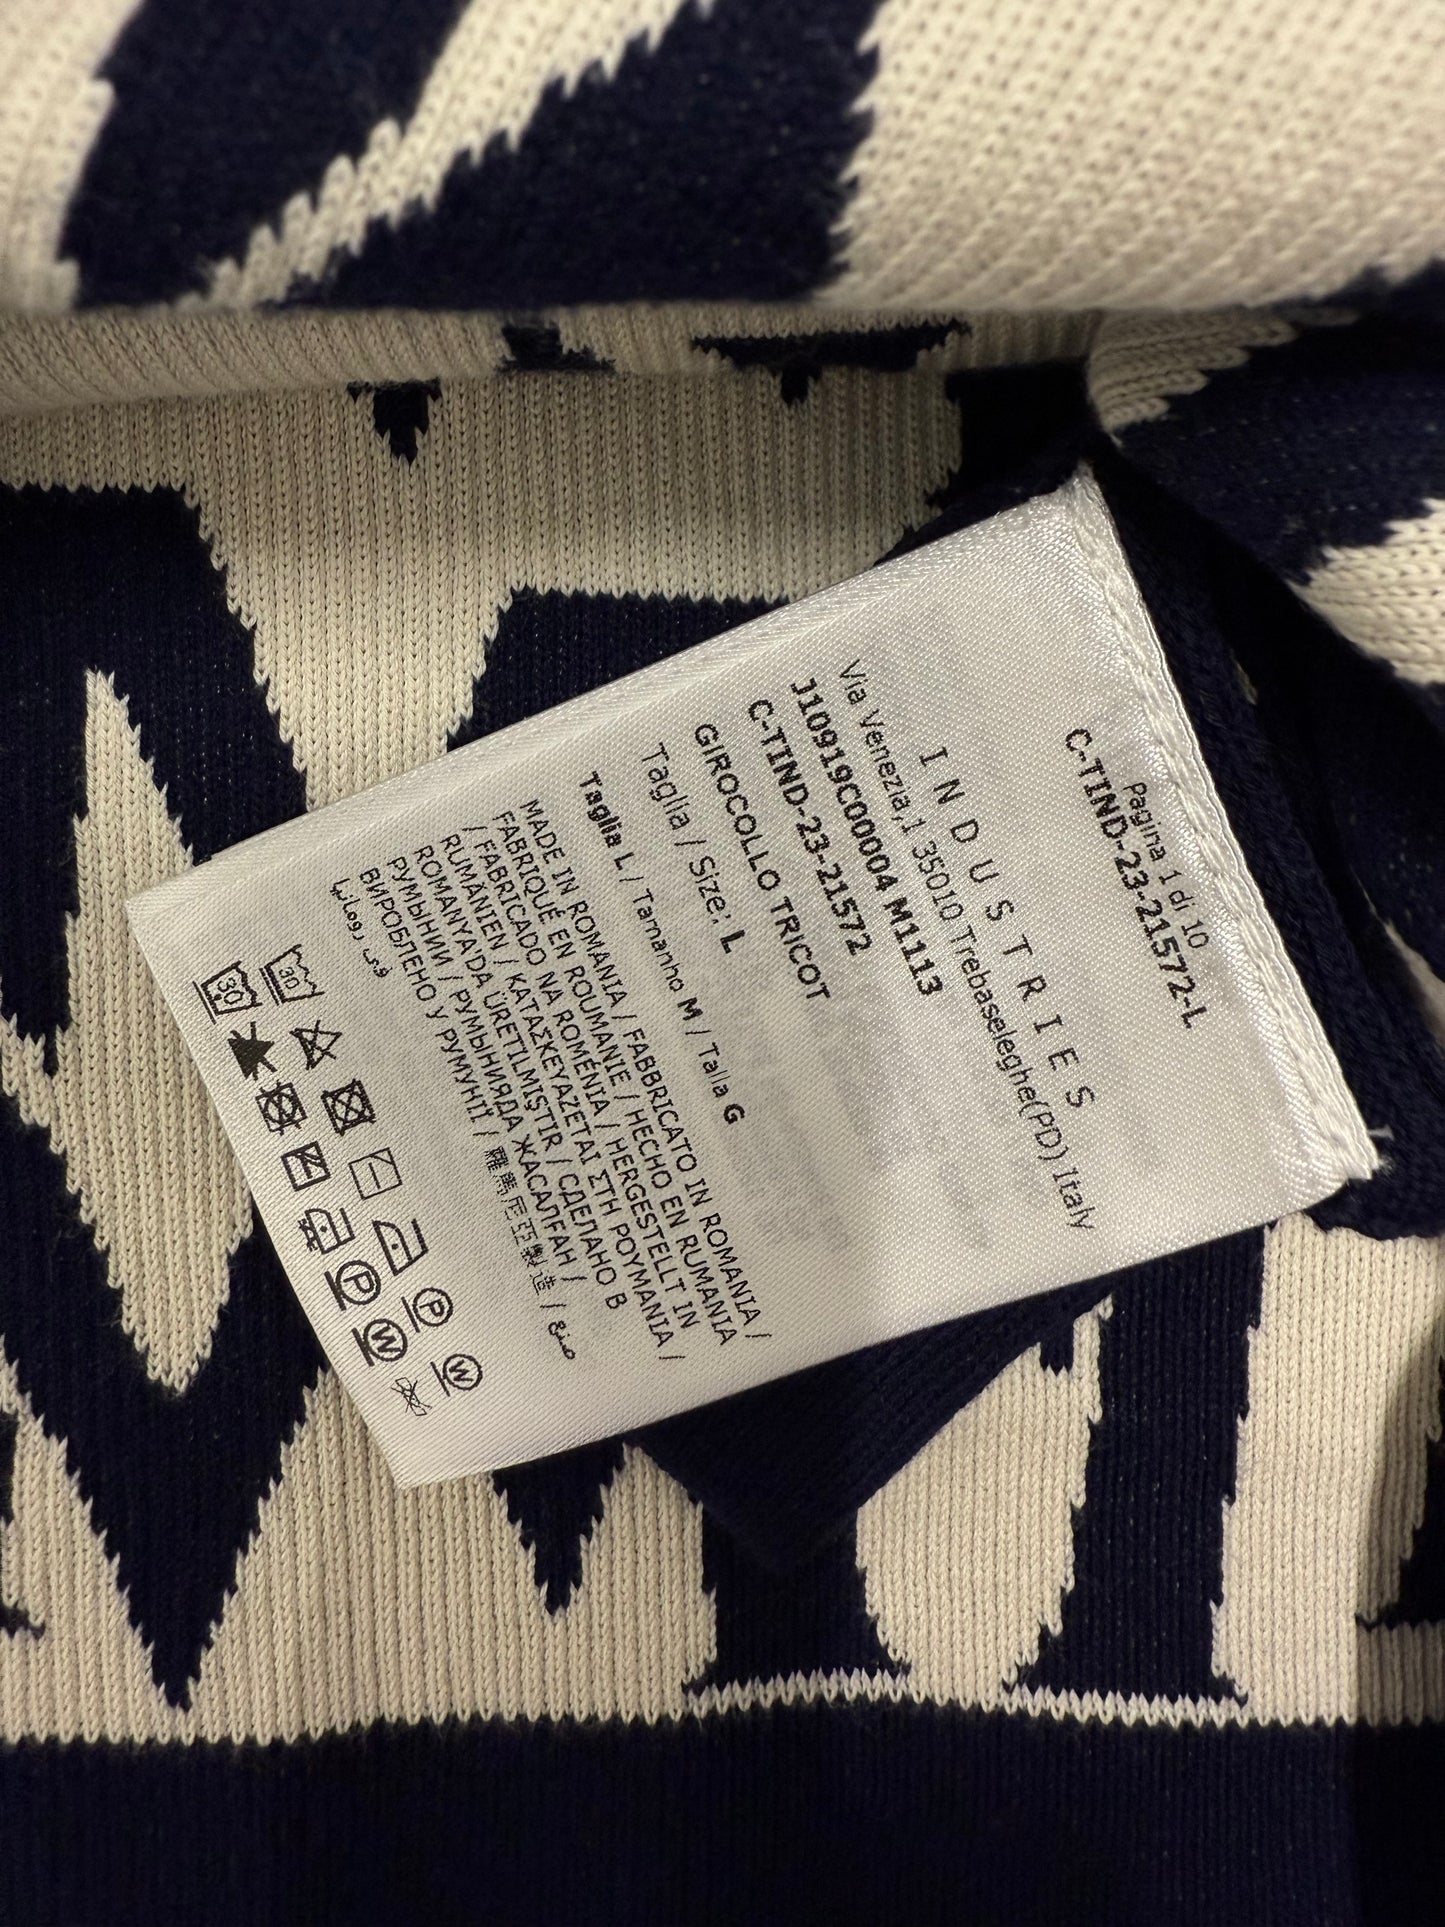 Pagina 1 di 10
C-TIND-23-21572-L
INDUSTRIES
Via Venezia,1 35010 Trebaseleghe(PD) Italy
J10919C00004 M1113
C-TIND-23-21572
GIROCOLLO TRICOT
Taglia / Size: L
Taglia L / Tamanho M / Talla G
MADE IN ROMANIA / FABBRICATO IN ROMANIA /
FABRIQUÉ EN ROUMANIE / HECHO EN RUMANIA
/ FABRICADO NA ROMÉNIA / HERGESTELLT IN
RUMÄNIEN / ΚΑΤΑΣΚΕΥΑΖΕΤΑΙ ΣΤΗ ΡΟΥΜΑΝΙΑ /
ROMANYA'DA ÜRETILMIŞTIR / СДЕЛАНО В
РУМЫНИИ / РУМЫНИЯДА ЖАСАЛҒАН /
ВИРОБЛЕНО У РУМУНІЇ / 羅馬尼亞製造 / صنع
في رومانيا
30 30
P P
W W